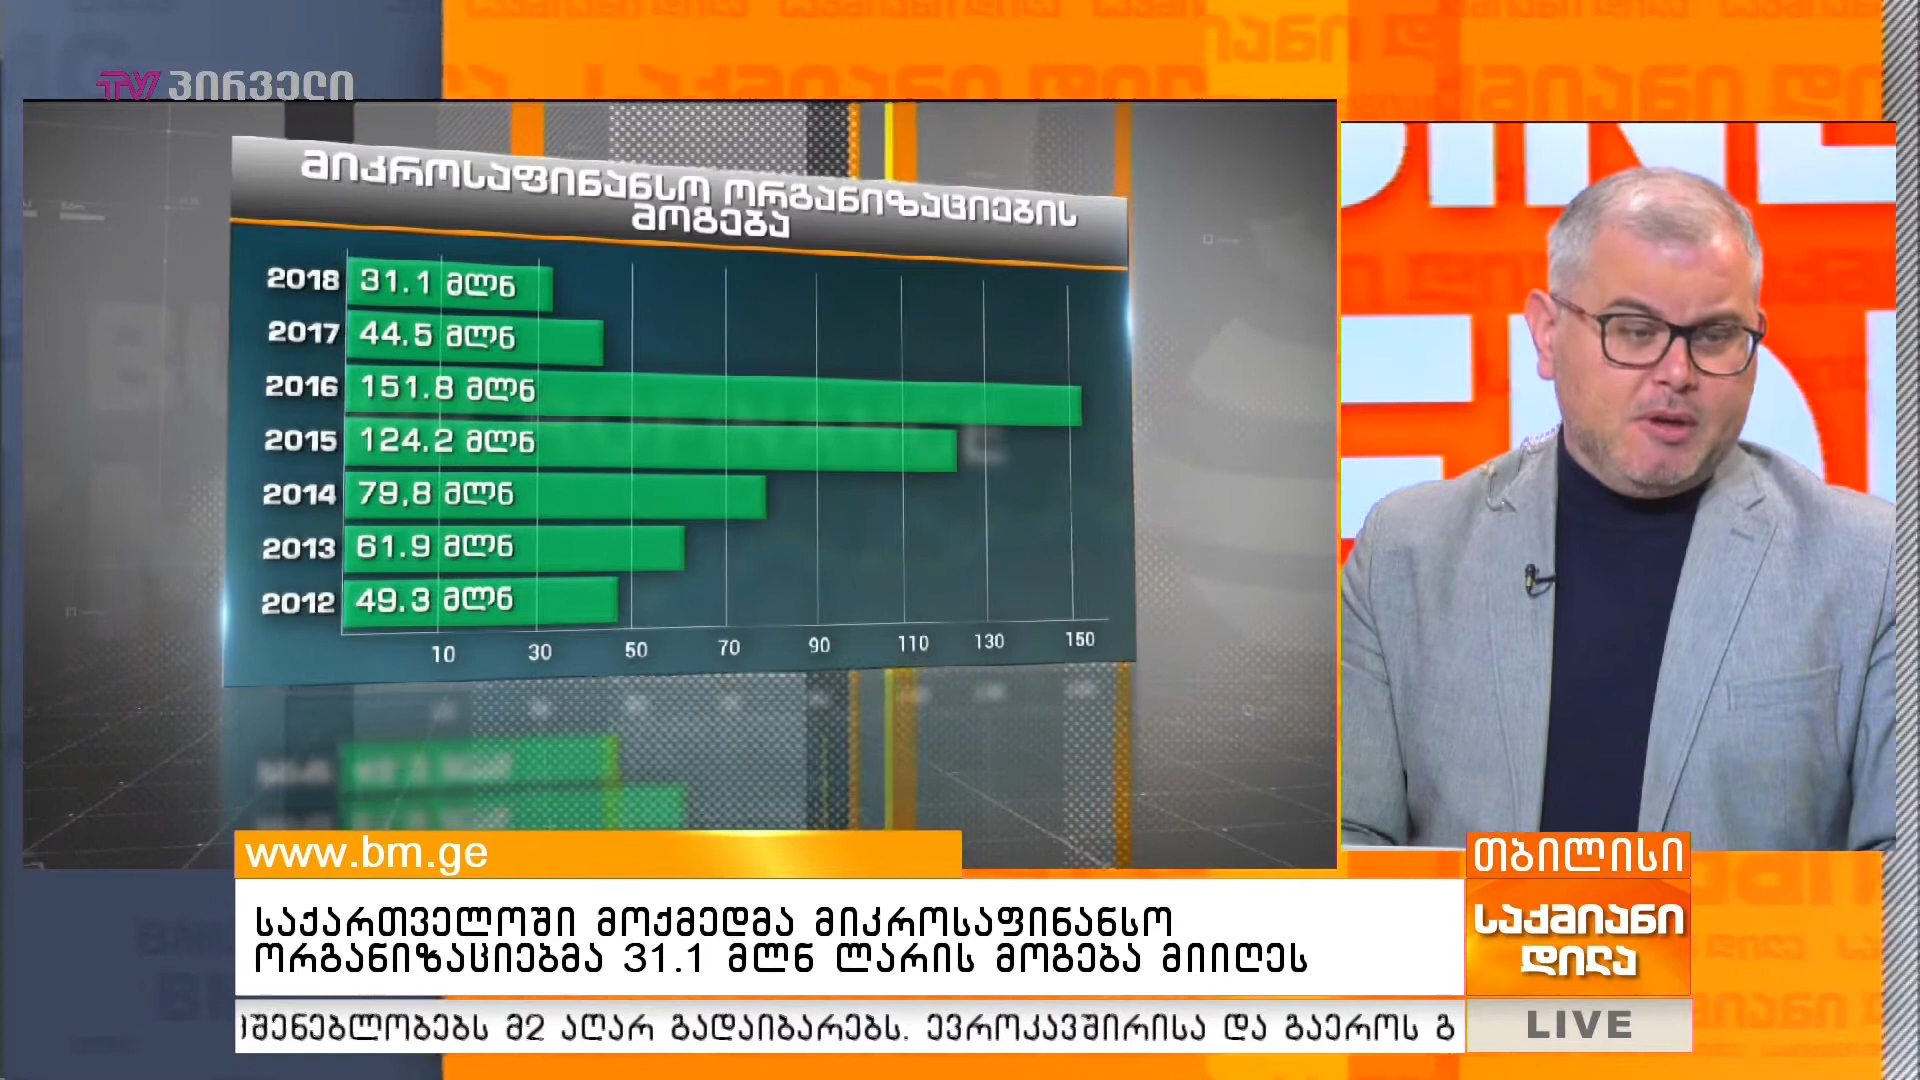 TV პირველი
მიკროსაფინანსო ორგანიზაციების
მოგება
2018 31.1 მლნ
2017 44.5 მლნ
2016 151.8 მლნ
2015 124.2 მლნ
2014 79,8 მლნ
2013 61.9 მლნ
2012 49.3 მლნ
10 30 50 70 90 110 130 150
www.bm.ge
საქართველოში მოქმედმა მიკროსაფინანსო
ორგანიზაციებმა 31.1 მლნ ლარის მოგება მიიღეს
თბილისი
საქმიანი
დილა
მ2 აღარ გადაიბარებს. ევროკავშირისა და გაეროს
LIVE